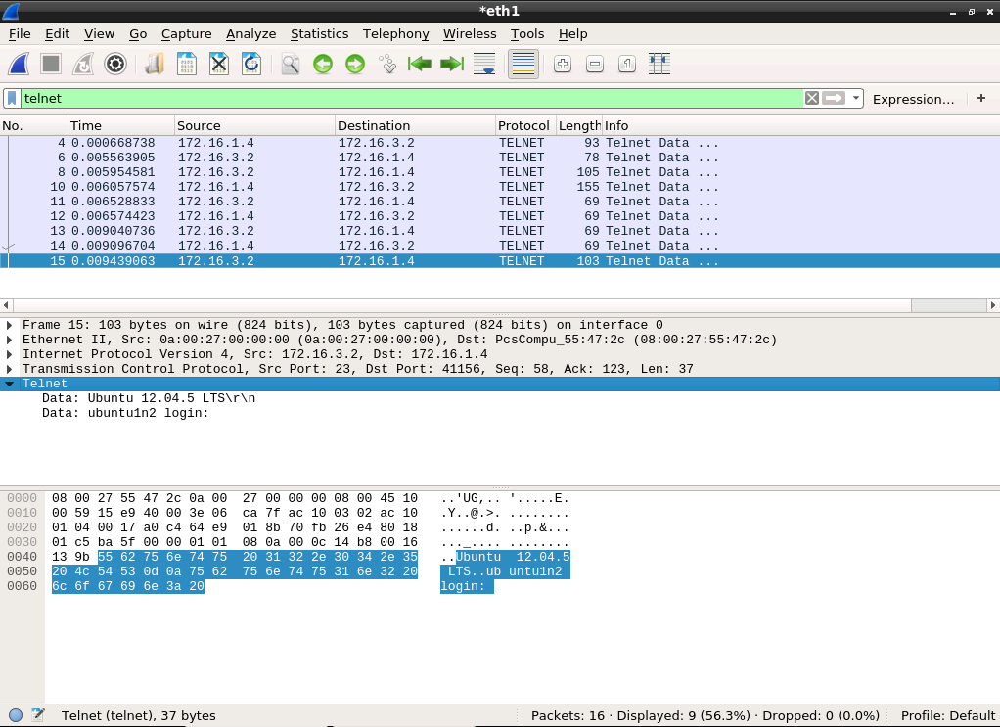 *eth1
File Edit View Go Capture Analyze Statistics Telephony Wireless Tools Help
telnet Expression... +
No. Time Source Destination Protocol Length Info
4 0.000668738 172.16.1.4 172.16.3.2 TELNET 93 Telnet Data ...
6 0.005563905 172.16.3.2 172.16.1.4 TELNET 78 Telnet Data ...
8 0.005954581 172.16.3.2 172.16.1.4 TELNET 105 Telnet Data ...
10 0.006057574 172.16.1.4 172.16.3.2 TELNET 155 Telnet Data ...
11 0.006528833 172.16.3.2 172.16.1.4 TELNET 69 Telnet Data ...
12 0.006574423 172.16.1.4 172.16.3.2 TELNET 69 Telnet Data ...
13 0.009040736 172.16.3.2 172.16.1.4 TELNET 69 Telnet Data ...
14 0.009096704 172.16.1.4 172.16.3.2 TELNET 69 Telnet Data ...
15 0.009439063 172.16.3.2 172.16.1.4 TELNET 103 Telnet Data ...
Frame 15: 103 bytes on wire (824 bits), 103 bytes captured (824 bits) on interface 0
Ethernet II, Src: 0a:00:27:00:00:00 (0a:00:27:00:00:00), Dst: PcsCompu_55:47:2c (08:00:27:55:47:2c)
Internet Protocol Version 4, Src: 172.16.3.2, Dst: 172.16.1.4
Transmission Control Protocol, Src Port: 23, Dst Port: 41156, Seq: 58, Ack: 123, Len: 37
Telnet
Data: Ubuntu 12.04.5 LTS\r\n
Data: ubuntu1n2 login:
0000 08 00 27 55 47 2c 0a 00 27 00 00 00 08 00 45 10 ..'UG,.. '.....E.
0010 00 59 15 e9 40 00 3e 06 ca 7f ac 10 03 02 ac 10 .Y..@.>. ........
0020 01 04 00 17 a0 c4 64 e9 01 8b 70 fb 26 e4 80 18 ......d. ..p.&...
0030 01 c5 ba 5f 00 00 01 01 08 0a 00 0c 14 b8 00 16 ..._.... ........
0040 13 9b 55 62 75 6e 74 75 20 31 32 2e 30 34 2e 35 ..Ubuntu 12.04.5
0050 20 4c 54 53 0d 0a 75 62 75 6e 74 75 31 6e 32 20 LTS..ub untu1n2
0060 6c 6f 67 69 6e 3a 20 login:
Telnet (telnet), 37 bytes Packets: 16 · Displayed: 9 (56.3%) · Dropped: 0 (0.0%) Profile: Default